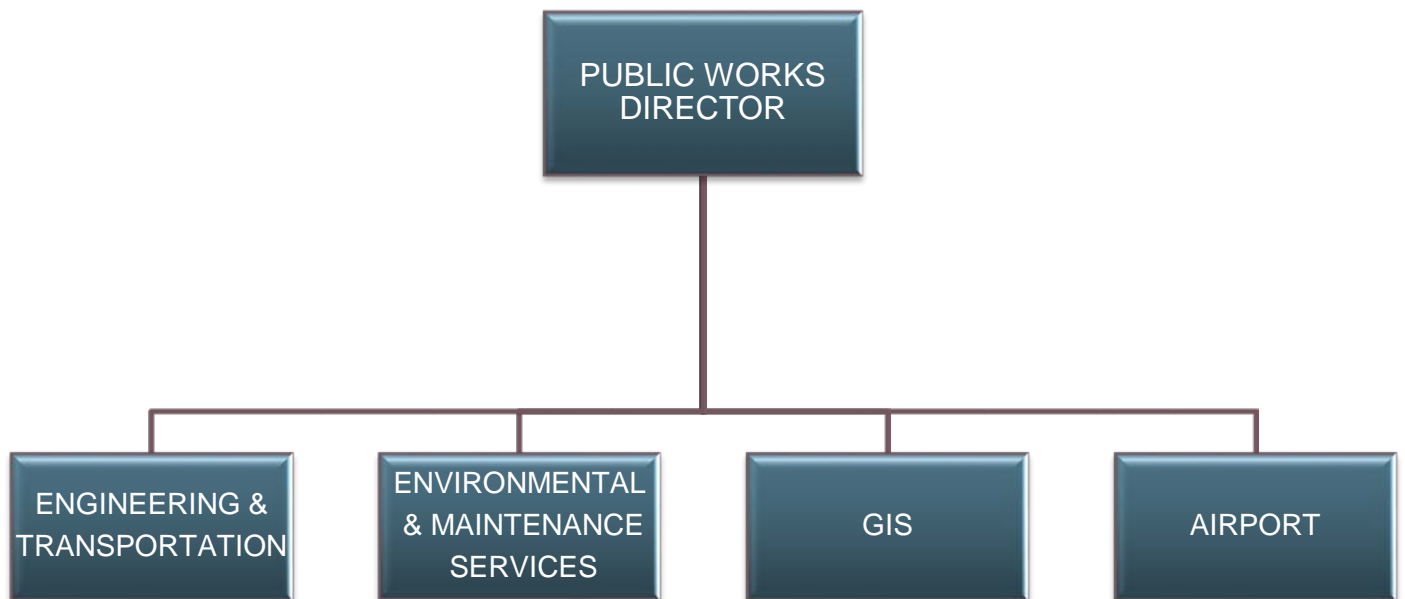 PUBLIC WORKS
DIRECTOR
ENGINEERING &
TRANSPORTATION
ENVIRONMENTAL
& MAINTENANCE
SERVICES
GIS
AIRPORT